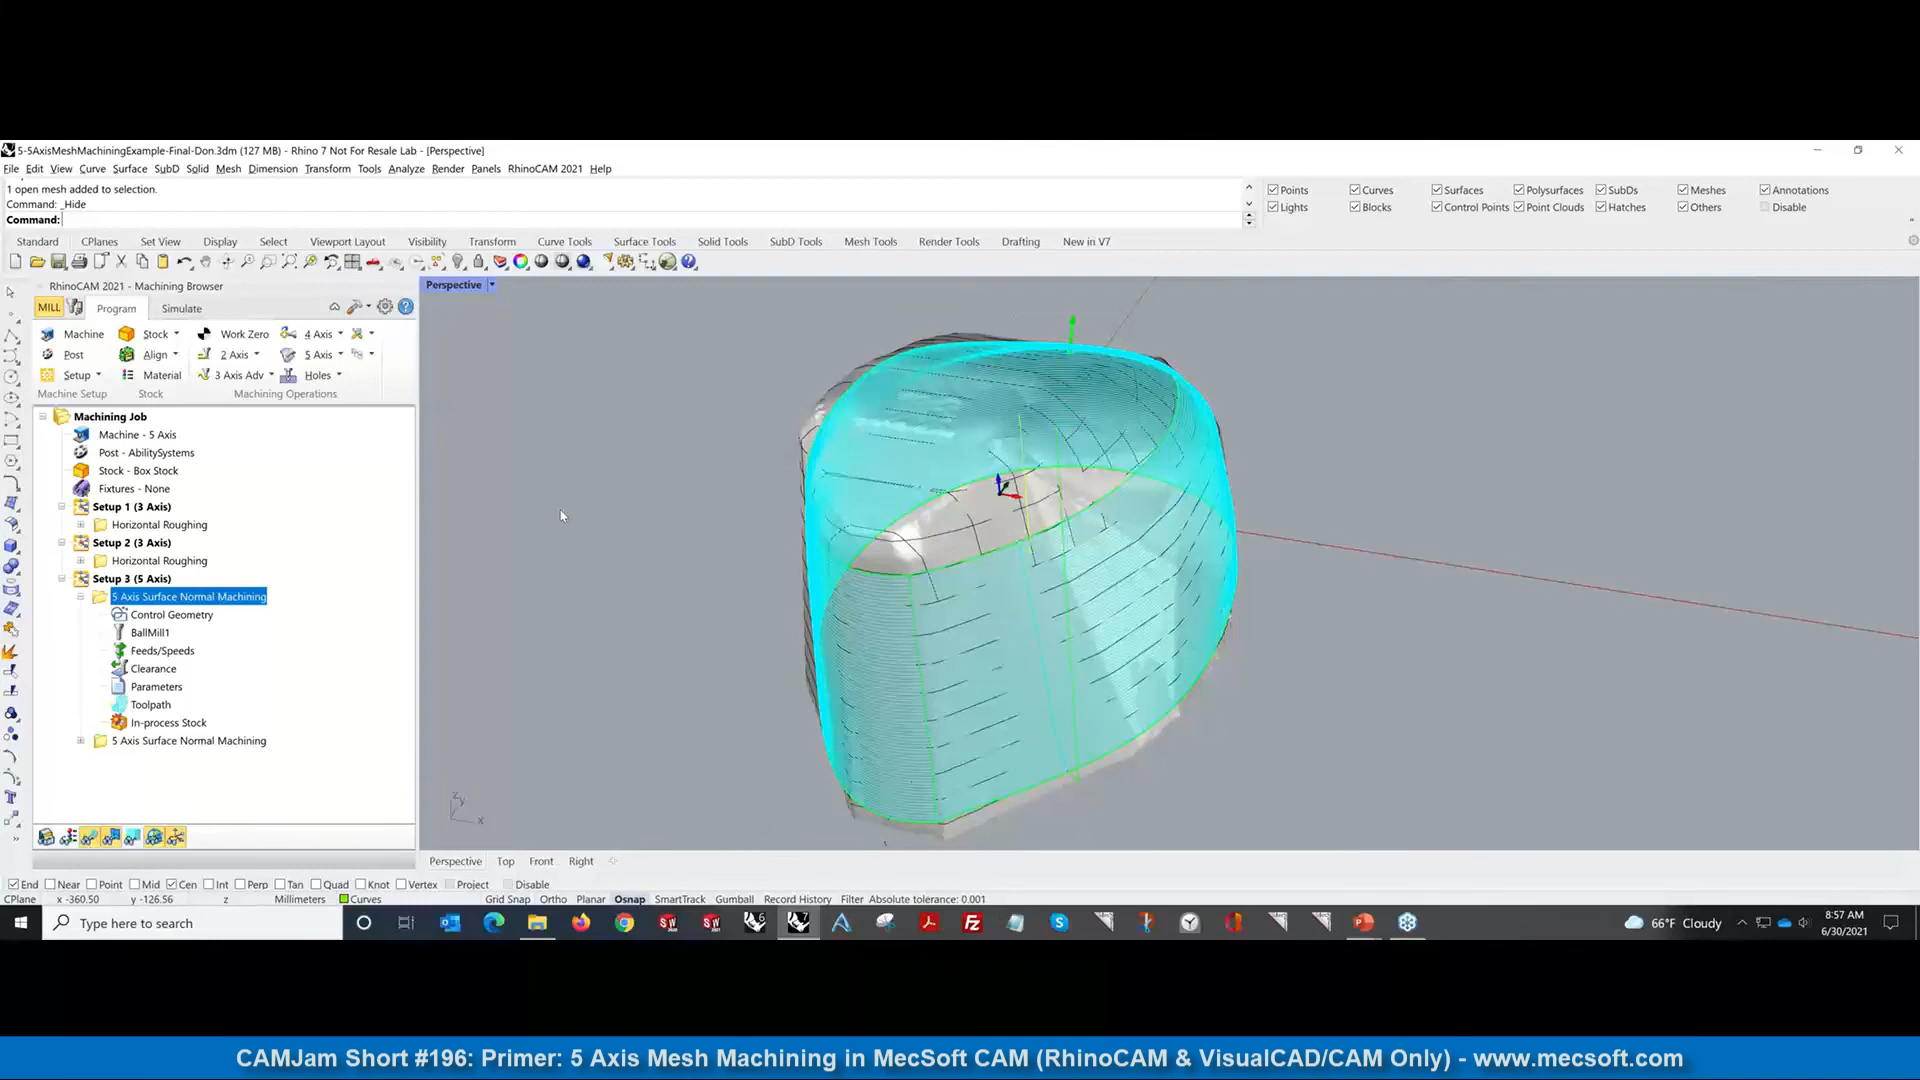 5-5AxisMeshMachiningExample-Final-Don.3dm (127 MB) - Rhino 7 Not For Resale Lab - [Perspective]
File Edit View Curve Surface SubD Solid Mesh Dimension Transform Tools Analyze Render Panels RhinoCAM 2021 Help
1 open mesh added to selection.
Command: _Hide
Command:
Points Curves Surfaces Polysurfaces SubDs Meshes Annotations
Lights Blocks Control Points Point Clouds Hatches Others Disable
Standard CPlanes Set View Display Select Viewport Layout Visibility Transform Curve Tools Surface Tools Solid Tools SubD Tools Mesh Tools Render Tools Drafting New in V7
RhinoCAM 2021 - Machining Browser
MILL Program Simulate
Machine Stock Work Zero 4 Axis
Post Align 2 Axis 5 Axis
Setup Material 3 Axis Adv Holes
Machine Setup Stock Machining Operations
Machining Job
Machine - 5 Axis
Post - AbilitySystems
Stock - Box Stock
Fixtures - None
Setup 1 (3 Axis)
Horizontal Roughing
Setup 2 (3 Axis)
Horizontal Roughing
Setup 3 (5 Axis)
5 Axis Surface Normal Machining
Control Geometry
BallMill1
Feeds/Speeds
Clearance
Parameters
Toolpath
In-process Stock
5 Axis Surface Normal Machining
Perspective
z
y
x
Perspective Top Front Right
End Near Point Mid Cen Int Perp Tan Quad Knot Vertex Project Disable
CPlane x -360.50 y -126.56 z Millimeters Curves Grid Snap Ortho Planar Osnap SmartTrack Gumball Record History Filter Absolute tolerance: 0.001
Type here to search
66°F Cloudy
8:57 AM
6/30/2021
CAMJam Short #196: Primer: 5 Axis Mesh Machining in MecSoft CAM (RhinoCAM & VisualCAD/CAM Only) - www.mecsoft.com